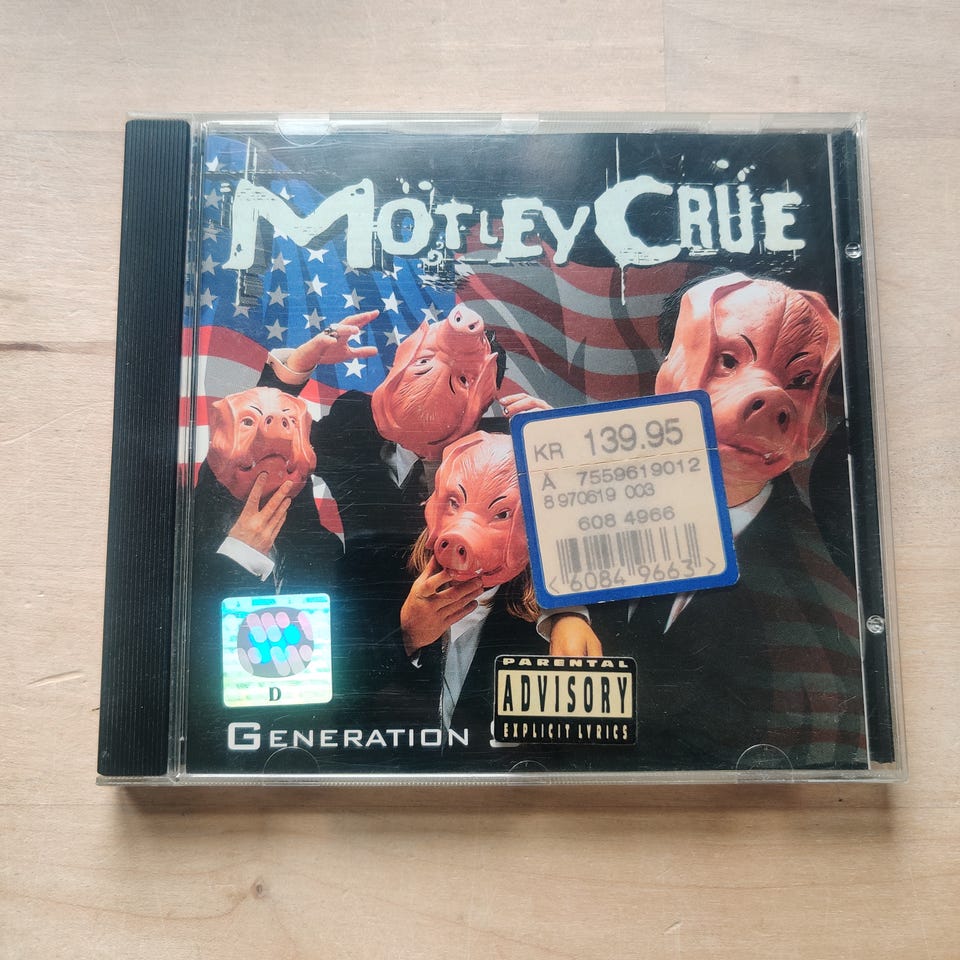 MÖTLEY CRÜE
KR 139.95
A 7559619012
8 970619 003
608 4966
<6084 9663>
D
PARENTAL
ADVISORY
EXPLICIT LYRICS
GENERATION